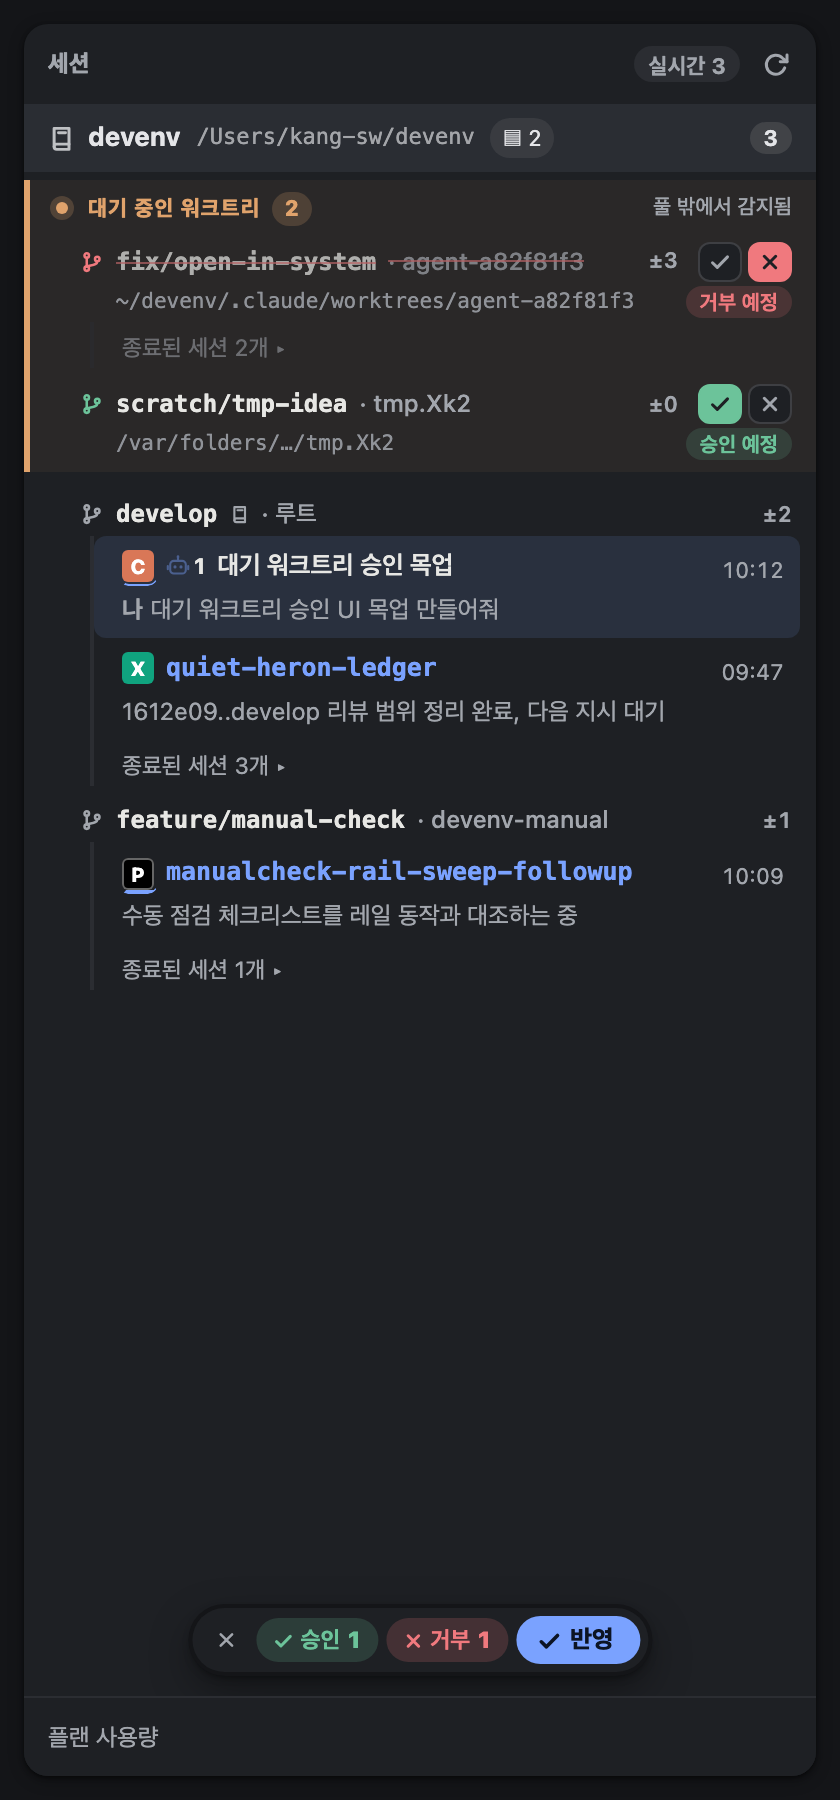 세션 실시간 3
devenv /Users/kang-sw/devenv 2 3
대기 중인 워크트리 2 풀 밖에서 감지됨
fix/open-in-system · agent-a82f81f3 ±3
~/devenv/.claude/worktrees/agent-a82f81f3 거부 예정
종료된 세션 2개 ▸
scratch/tmp-idea · tmp.Xk2 ±0
/var/folders/…/tmp.Xk2 승인 예정
develop · 루트 ±2
C 1 대기 워크트리 승인 목업 10:12
나 대기 워크트리 승인 UI 목업 만들어줘
X quiet-heron-ledger 09:47
1612e09..develop 리뷰 범위 정리 완료, 다음 지시 대기
종료된 세션 3개 ▸
feature/manual-check · devenv-manual ±1
P manualcheck-rail-sweep-followup 10:09
수동 점검 체크리스트를 레일 동작과 대조하는 중
종료된 세션 1개 ▸
✕ ✓ 승인 1 ✕ 거부 1 ✓ 반영
플랜 사용량